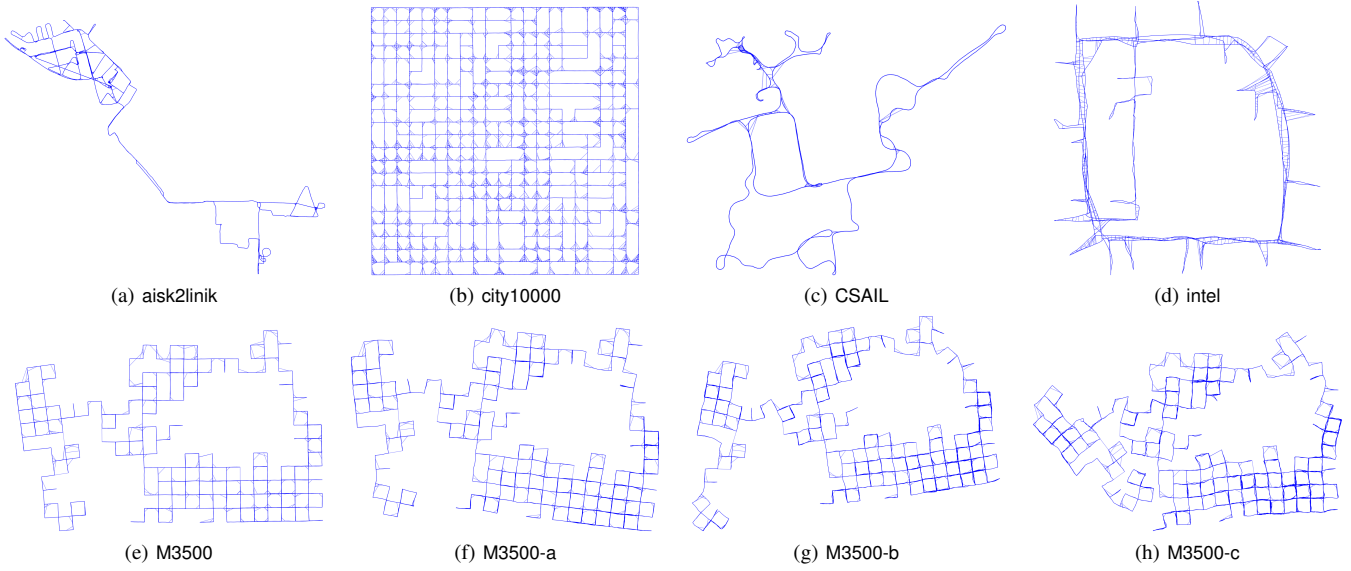 (a) aisk2linik
(b) city10000
(c) CSAIL
(d) intel
(e) M3500
(f) M3500-a
(g) M3500-b
(h) M3500-c